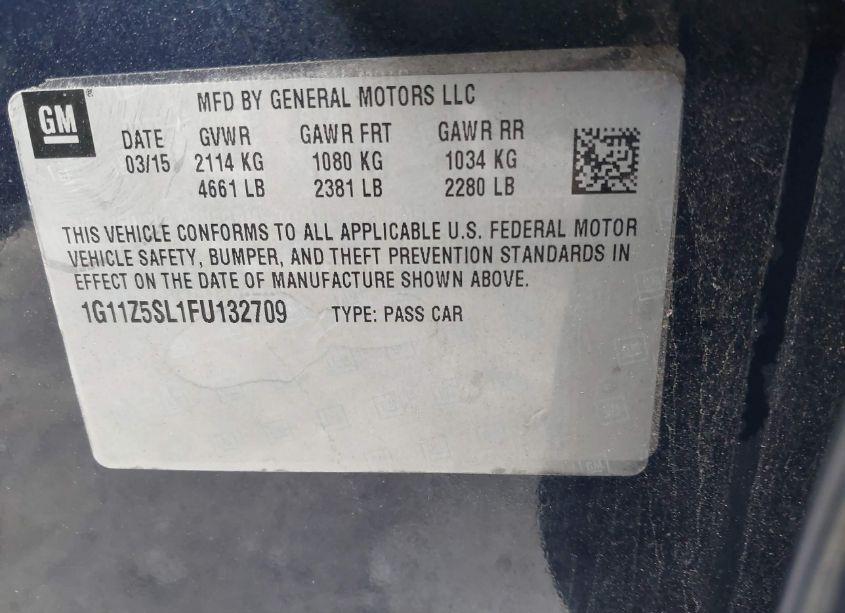 GM
MFD BY GENERAL MOTORS LLC
DATE GVWR GAWR FRT GAWR RR
03/15 2114 KG 1080 KG 1034 KG
4661 LB 2381 LB 2280 LB
THIS VEHICLE CONFORMS TO ALL APPLICABLE U.S. FEDERAL MOTOR
VEHICLE SAFETY, BUMPER, AND THEFT PREVENTION STANDARDS IN
EFFECT ON THE DATE OF MANUFACTURE SHOWN ABOVE.
1G11Z5SL1FU132709 TYPE: PASS CAR